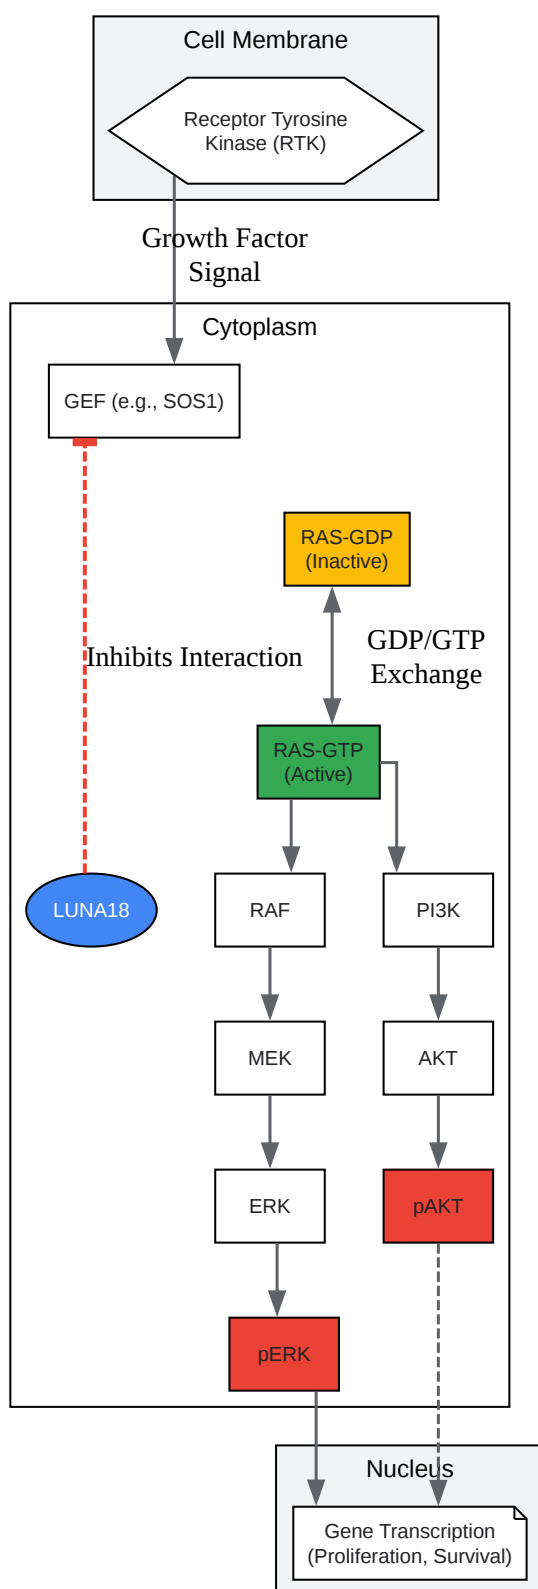 Cell Membrane
Receptor Tyrosine
Kinase (RTK)
Growth Factor
Signal
Cytoplasm
GEF (e.g., SOS1)
RAS-GDP
(Inactive)
Inhibits Interaction
GDP/GTP
Exchange
RAS-GTP
(Active)
LUNA18
RAF
PI3K
MEK
AKT
ERK
pAKT
pERK
Nucleus
Gene Transcription
(Proliferation, Survival)